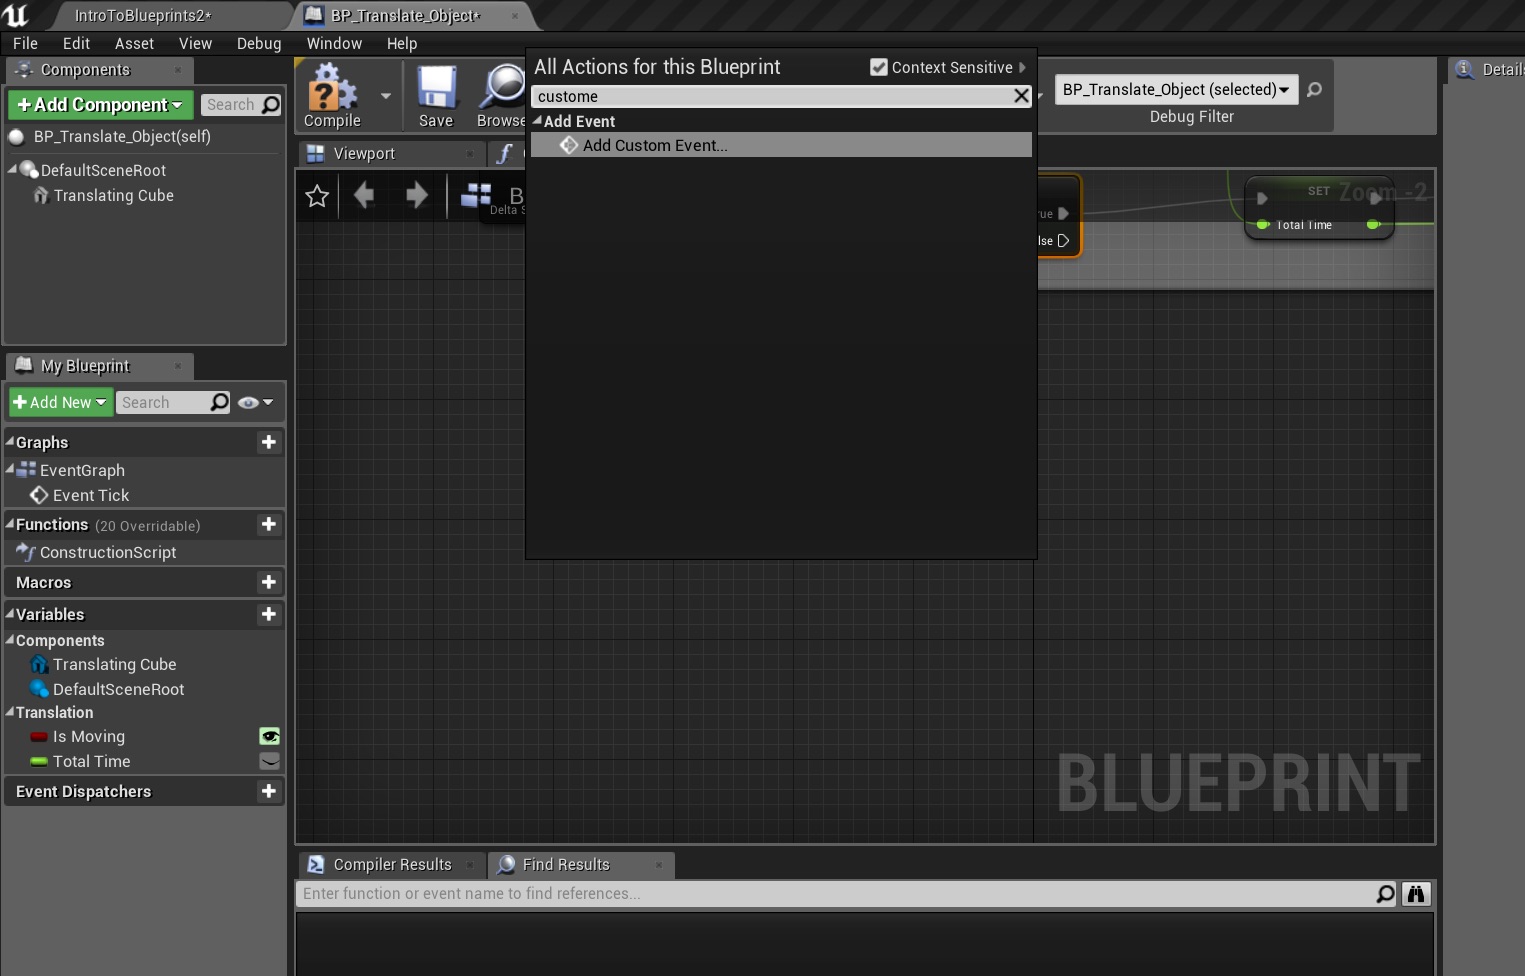 IntroToBlueprints2*
BP_Translate_Object*
File Edit Asset View Debug Window Help
Components
+Add Component
Search
BP_Translate_Object(self)
DefaultSceneRoot
Translating Cube
My Blueprint
+Add New
Search
Graphs
EventGraph
Event Tick
Functions (20 Overridable)
ConstructionScript
Macros
Variables
Components
Translating Cube
DefaultSceneRoot
Translation
Is Moving
Total Time
Event Dispatchers
Compile
Save
Browse
All Actions for this Blueprint
Context Sensitive
custome
Add Event
Add Custom Event...
BP_Translate_Object (selected)
Debug Filter
Details
Viewport
B
Delta S
rue
lse
SET
Total Time
Zoom -2
BLUEPRINT
Compiler Results
Find Results
Enter function or event name to find references...